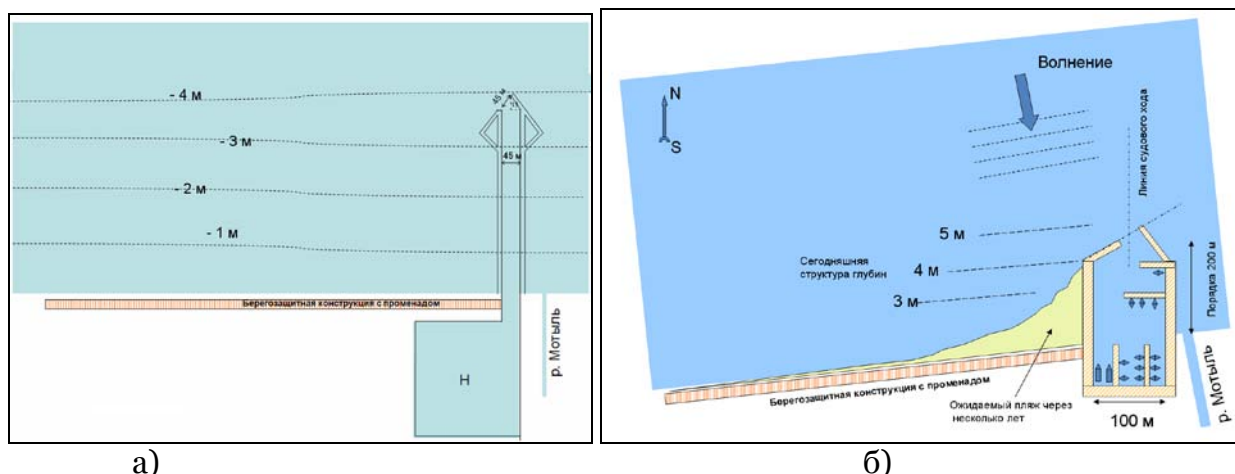 - 4 м
45 м
- 3 м
45 м
- 2 м
- 1 м
Берегозащитная конструкция с променадом
Н
р. Мотыль
а)
Волнение
N
S
Линия судового хода
5 м
Сегодняшняя
структура глубин
4 м
3 м
Порядка 200 м
Берегозащитная конструкция с променадом
Ожидаемый пляж через
несколько лет
100 м
р. Мотыль
б)